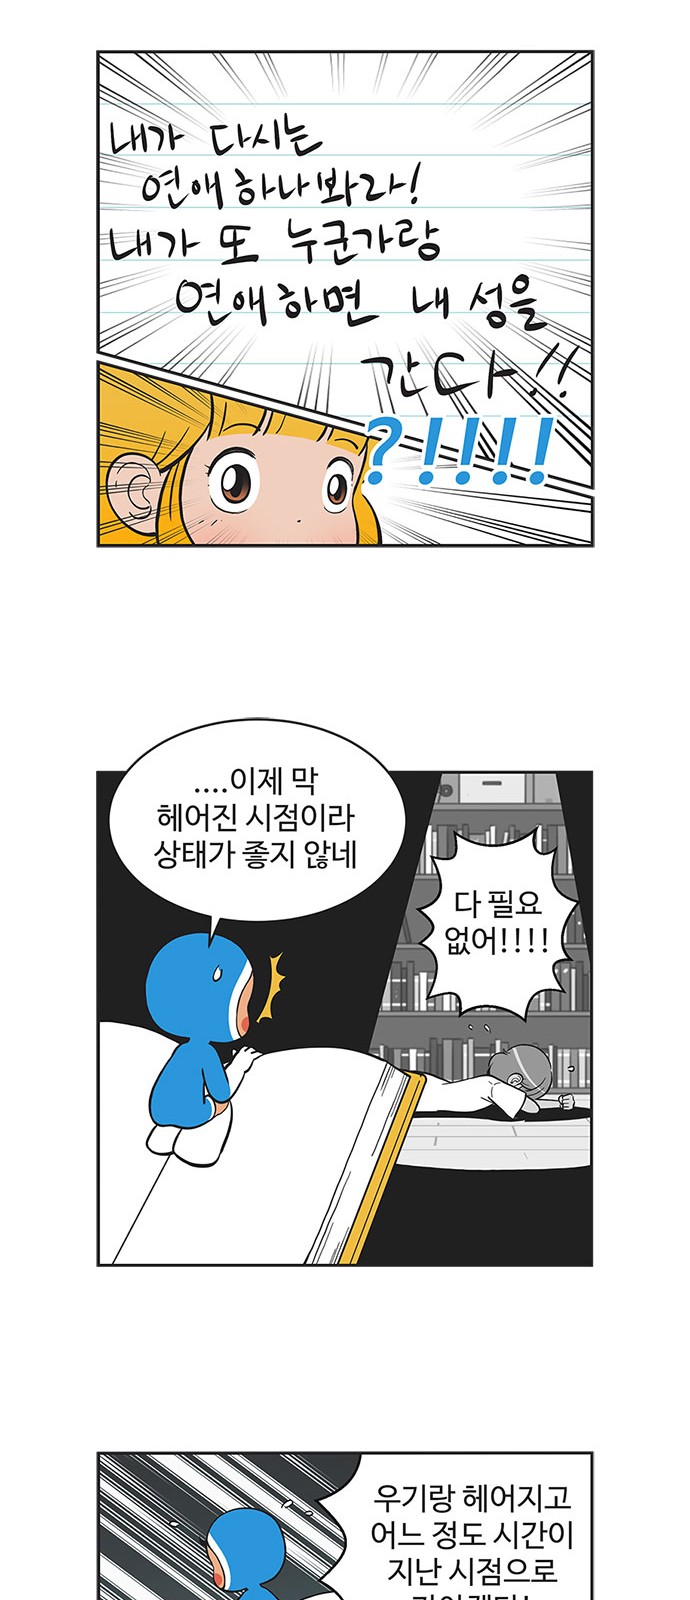 내가 다시는
연애하나봐라!
내가 또 누군가랑
연애하면 내 성을
간다!!
?!!!!
....이제 막
헤어진 시점이라
상태가 좋지 않네
다 필요
없어!!!!
우기랑 헤어지고
어느 정도 시간이
지난 시점으로